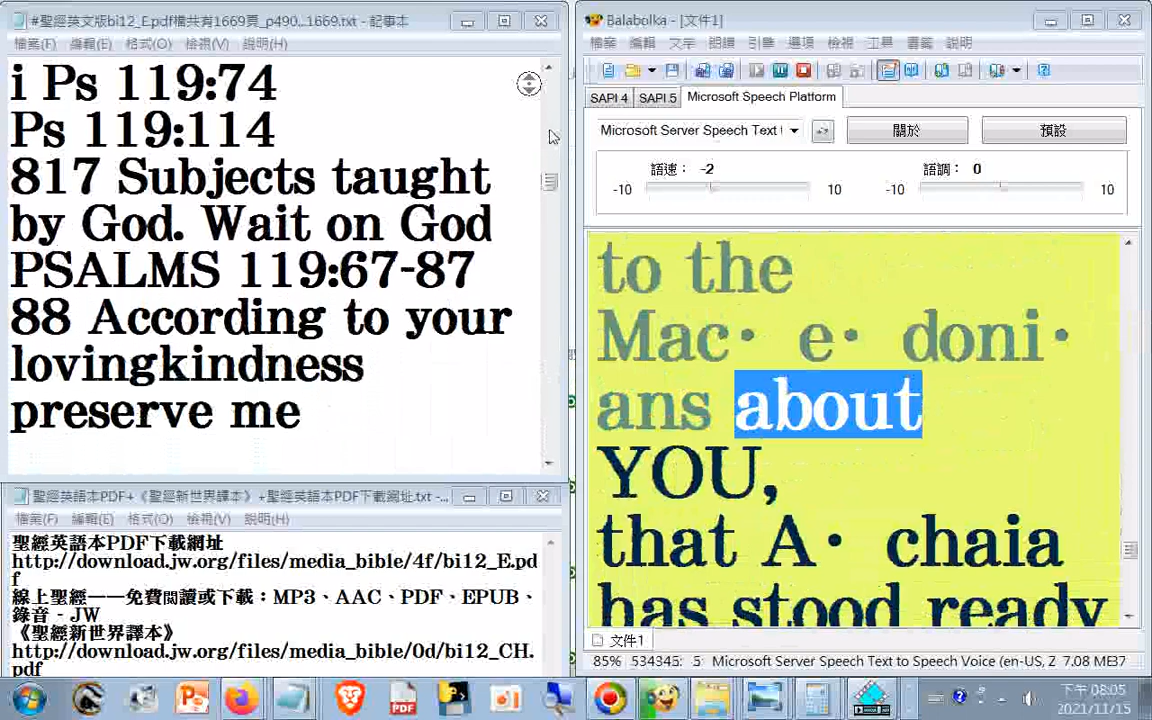 #聖經英文版bi12_E.pdf檔共有1669頁_p490...1669.txt - 記事本
檔案(F) 編輯(E) 格式(O) 檢視(V) 說明(H)
i Ps 119:74
Ps 119:114
817 Subjects taught
by God. Wait on God
PSALMS 119:67-87
88 According to your
lovingkindness
preserve me
聖經英語本PDF+《聖經新世界譯本》+聖經英語本PDF下載網址.txt -...
檔案(F) 編輯(E) 格式(O) 檢視(V) 說明(H)
聖經英語本PDF下載網址
http://download.jw.org/files/media_bible/4f/bi12_E.pd
f
線上聖經——免費閱讀或下載：MP3、AAC、PDF、EPUB、
錄音 - JW
《聖經新世界譯本》
http://download.jw.org/files/media_bible/0d/bi12_CH.
pdf
Balabolka - [文件1]
檔案 編輯 文字 朗讀 引擎 選項 檢視 工具 書籤 說明
SAPI 4 SAPI 5 Microsoft Speech Platform
Microsoft Server Speech Text 關於 預設
語速： -2 語調： 0
-10 10 -10 10
to the
Mac· e· doni·
ans about
YOU,
that A· chaia
has stood ready
文件1
85% 534345: 5 Microsoft Server Speech Text to Speech Voice (en-US, Z 7.08 MB37
PDF
下午 08:05
2021/11/15